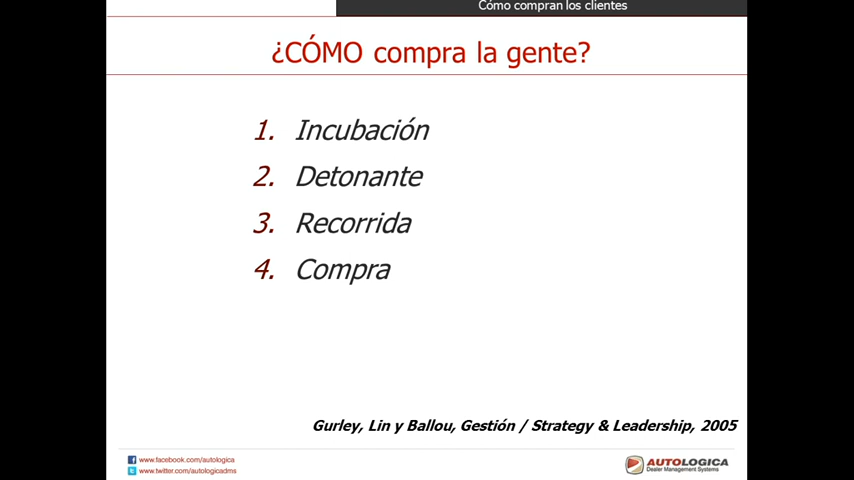 Cómo compran los clientes
¿CÓMO compra la gente?
1. Incubación
2. Detonante
3. Recorrida
4. Compra
Gurley, Lin y Ballou, Gestión / Strategy & Leadership, 2005
www.facebook.com/autologica
www.twitter.com/autologicadms
AUTOLOGICA
Dealer Management Systems